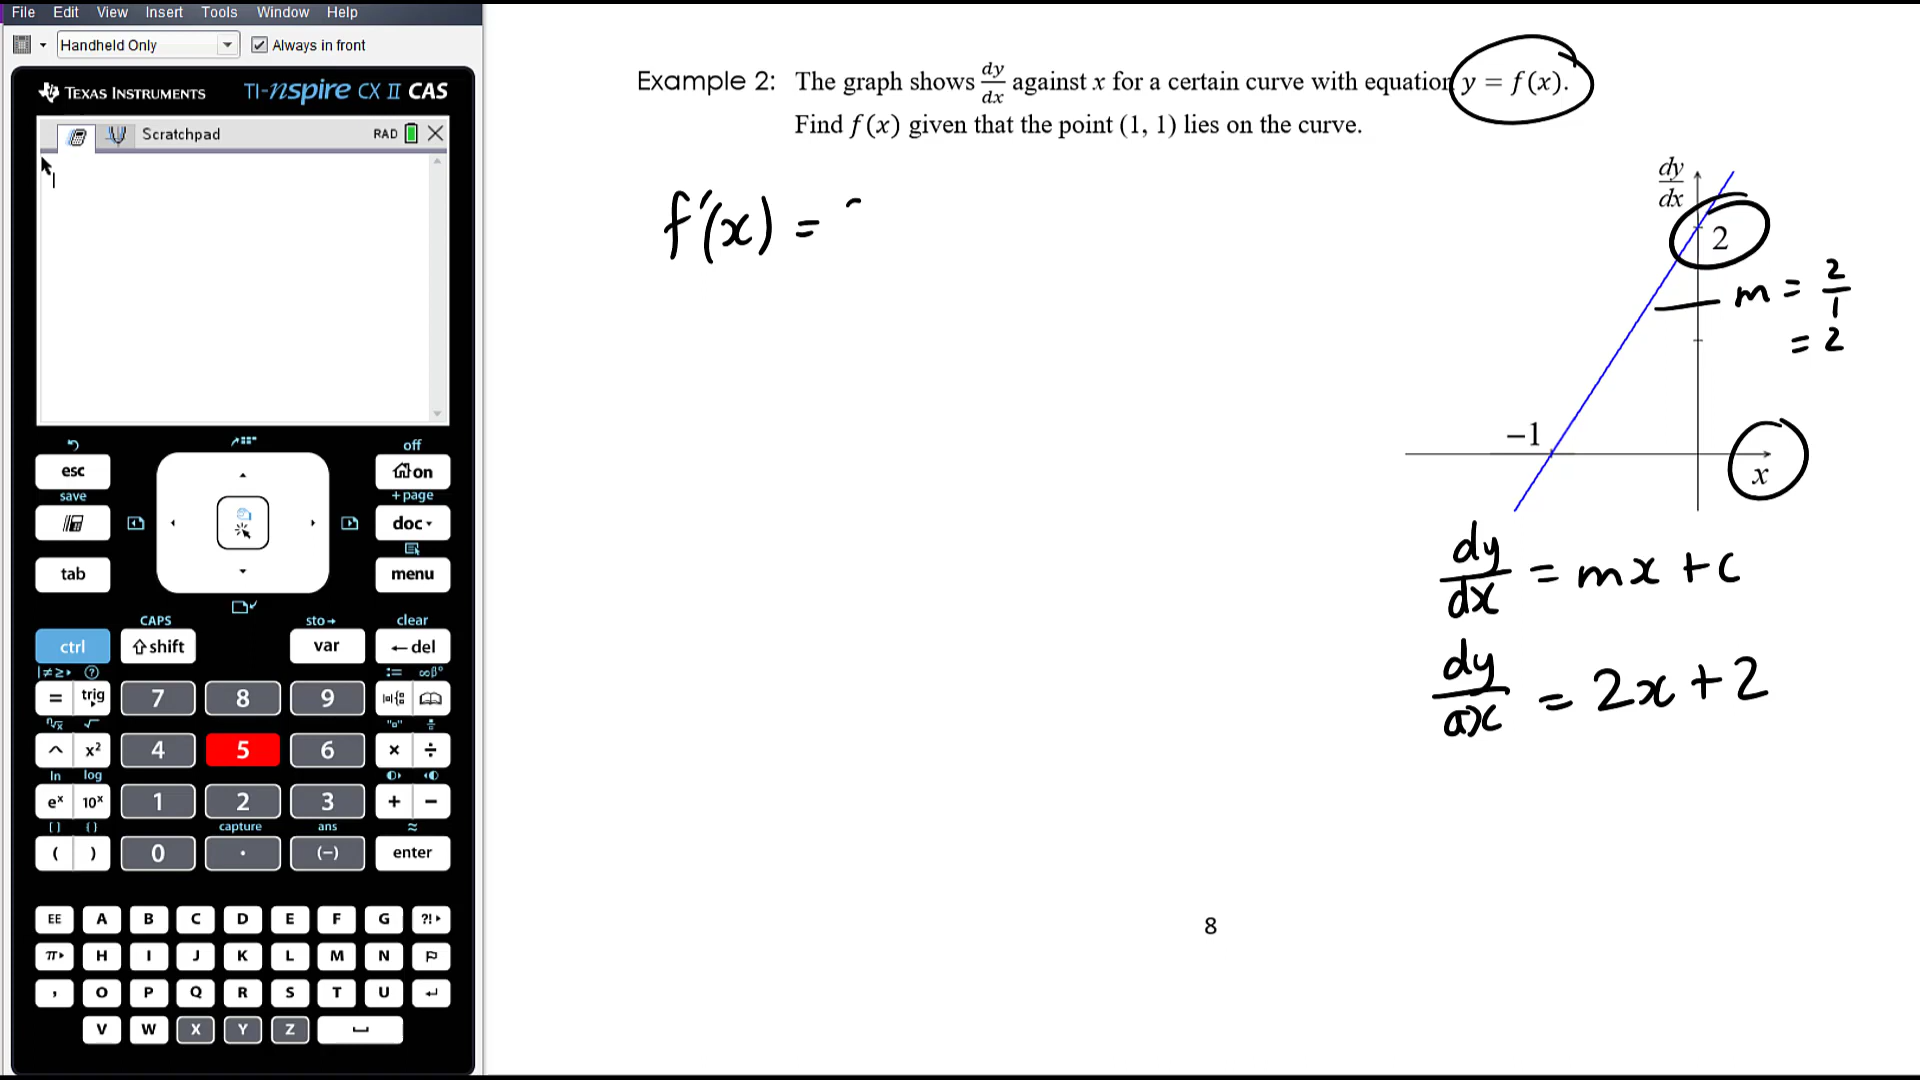 File Edit View Insert Tools Window Help
Handheld Only
Always in front
TEXAS INSTRUMENTS TI-nspire CX II CAS
Scratchpad RAD
off
esc on
save + page
doc
tab menu
CAPS sto→ clear
ctrl shift var ←del
= trig 7 8 9
ⁿ√x √ "°" ÷
^ x² 4 5 6 × ÷
ln log
eˣ 10ˣ 1 2 3 + −
[ ] { } capture ans ≈
( ) 0 . (−) enter
EE A B C D E F G ?!▸
π▸ H I J K L M N
, O P Q R S T U
V W X Y Z
Example 2: The graph shows dy/dx against x for a certain curve with equation y = f(x).
Find f(x) given that the point (1, 1) lies on the curve.
f'(x) =
dy/dx
2
m = 2/1
= 2
−1
x
dy/dx = mx + c
dy/dx = 2x + 2
8